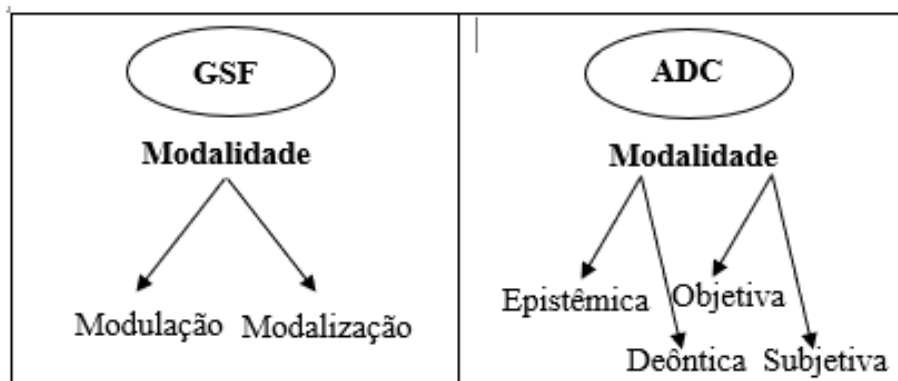 GSF
Modalidade
Modulação Modalização
ADC
Modalidade
Epistêmica Objetiva
Deôntica Subjetiva